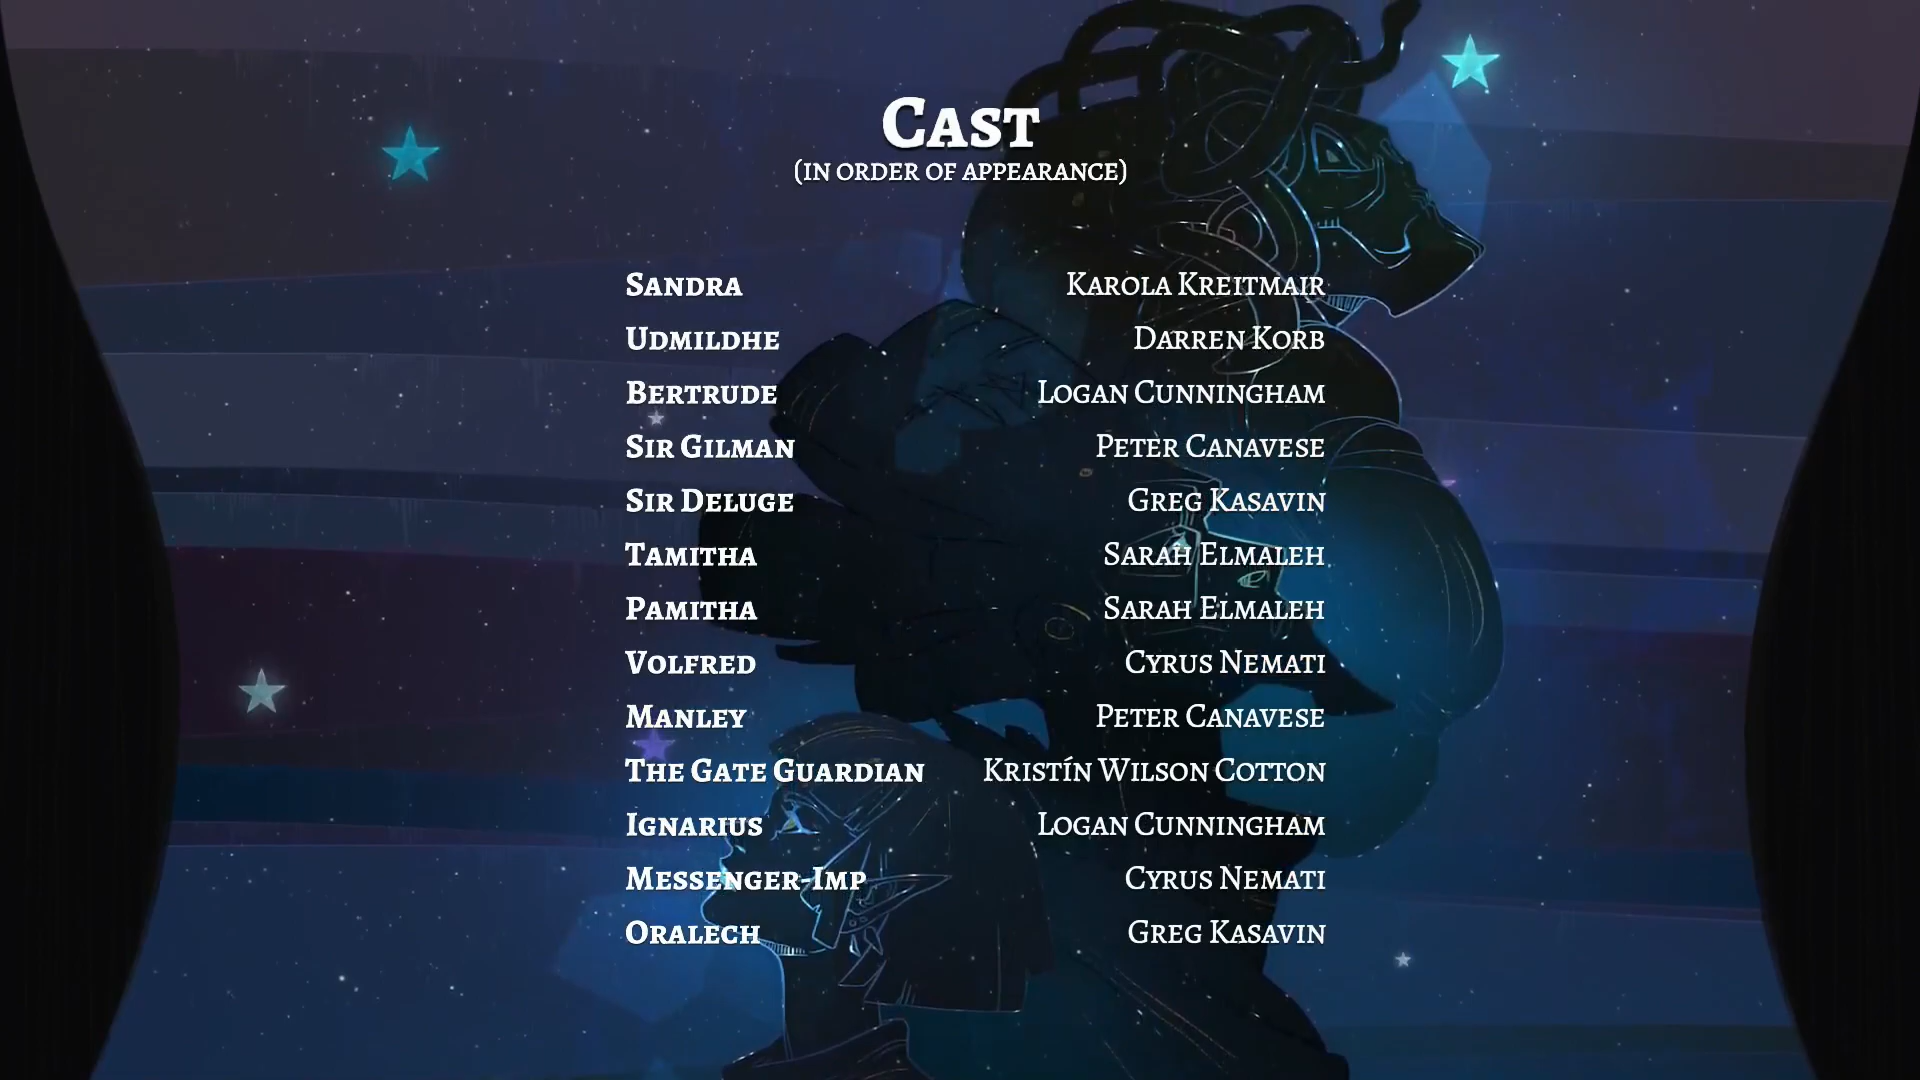 Cast
(in order of appearance)
Sandra Karola Kreitmair
Udmildhe Darren Korb
Bertrude Logan Cunningham
Sir Gilman Peter Canavese
Sir Deluge Greg Kasavin
Tamitha Sarah Elmaleh
Pamitha Sarah Elmaleh
Volfred Cyrus Nemati
Manley Peter Canavese
The Gate Guardian Kristín Wilson Cotton
Ignarius Logan Cunningham
Messenger-Imp Cyrus Nemati
Oralech Greg Kasavin